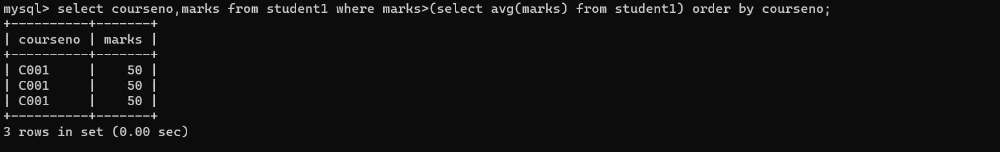 mysql> select courseno,marks from student1 where marks>(select avg(marks) from student1) order by courseno;
+----------+-------+
| courseno | marks |
+----------+-------+
| C001     |    50 |
| C001     |    50 |
| C001     |    50 |
+----------+-------+
3 rows in set (0.00 sec)